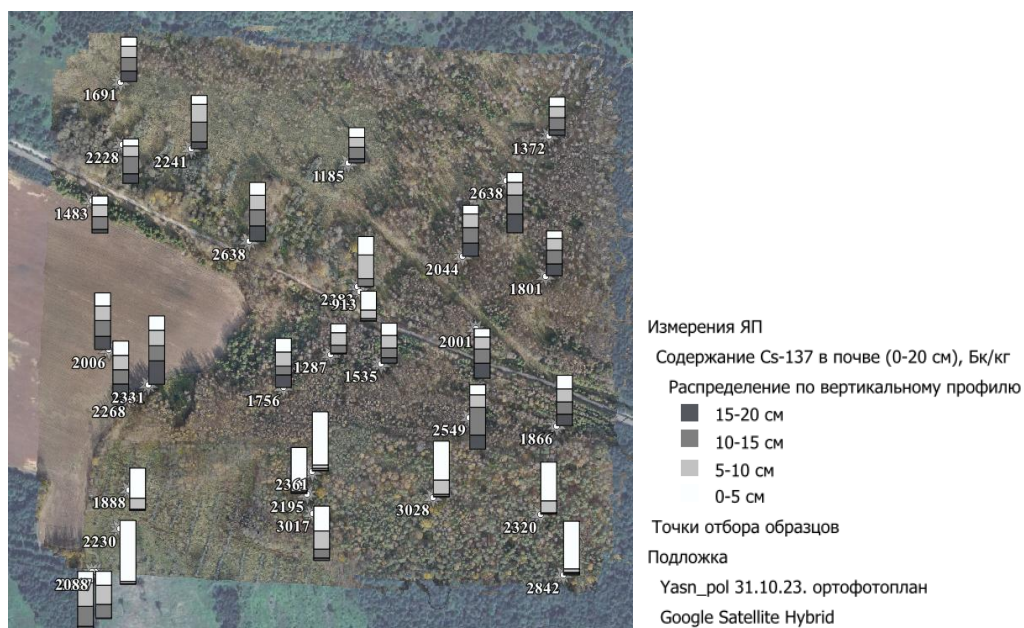 1691
2228
2241
1185
1372
2638
1483
2638
2044
1801
913
2001
2006
1287
1535
2331
2268
1756
2549
1866
2361
1888
2195
3028
3017
2320
2230
2088
2842
Измерения ЯП
Содержание Cs-137 в почве (0-20 см), Бк/кг
Распределение по вертикальному профилю
15-20 см
10-15 см
5-10 см
0-5 см
Точки отбора образцов
Подложка
Yasn_pol 31.10.23. ортофотоплан
Google Satellite Hybrid